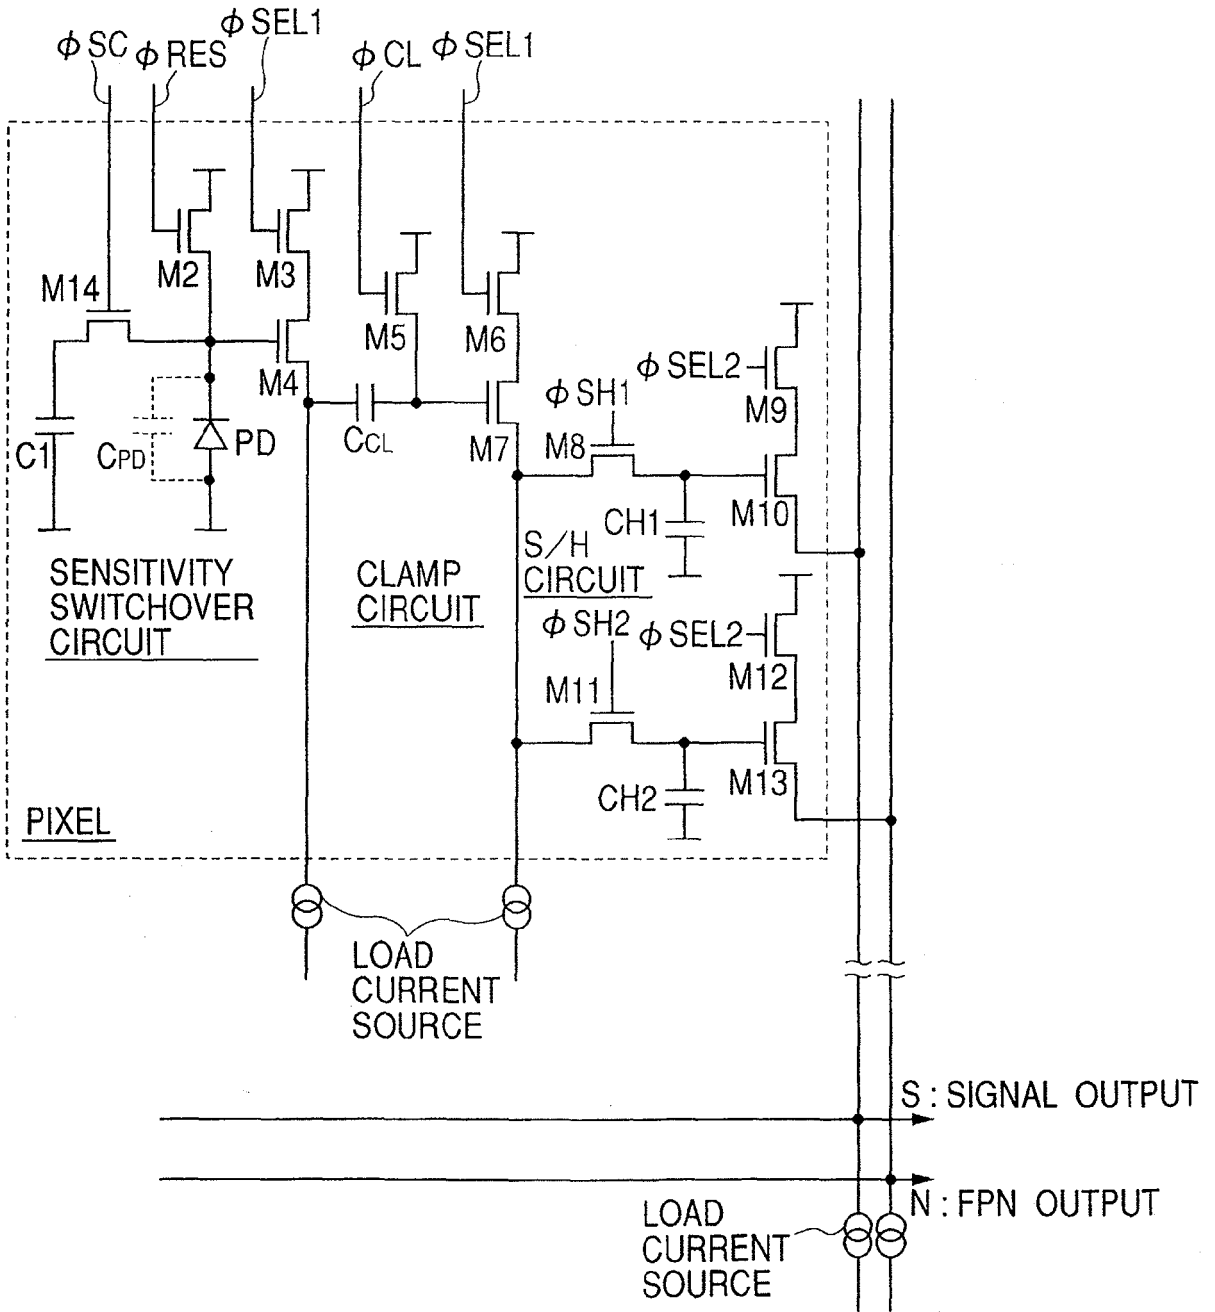 ϕSC
ϕRES
ϕSEL1
ϕCL
ϕSEL1
M2
M3
M14
M5
M6
M4
ϕSEL2
M9
ϕSH1
C1
CPD
PD
CCL
M7
M8
M10
CH1
S/H
CIRCUIT
SENSITIVITY
SWITCHOVER
CIRCUIT
CLAMP
CIRCUIT
ϕSH2
ϕSEL2
M12
M11
M13
CH2
PIXEL
LOAD
CURRENT
SOURCE
S : SIGNAL OUTPUT
N : FPN OUTPUT
LOAD
CURRENT
SOURCE